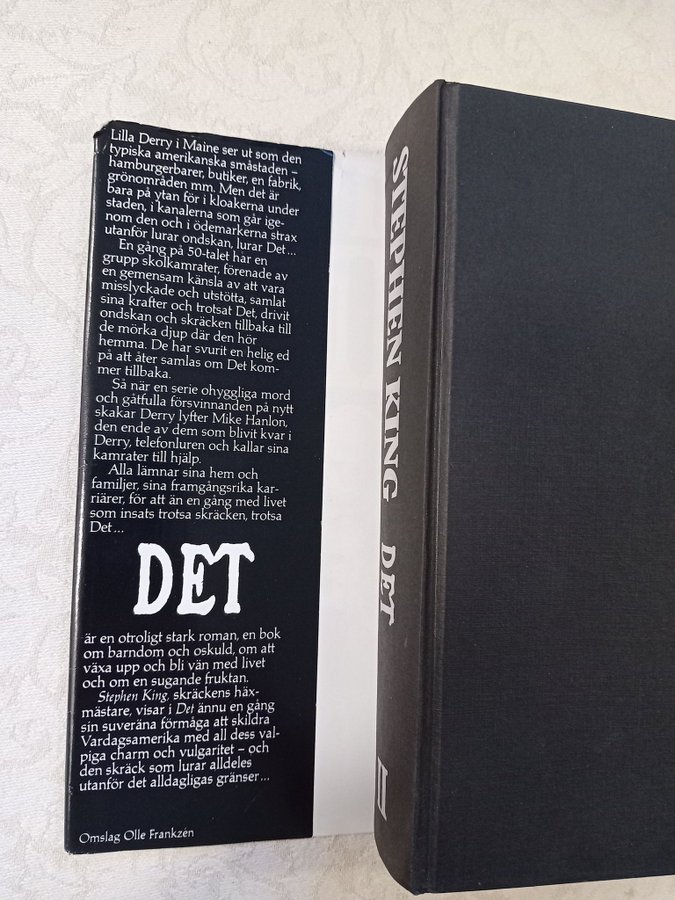 Lilla Derry i Maine ser ut som den
typiska amerikanska småstaden –
hamburgerbarer, butiker, en fabrik,
grönområden mm. Men det är
bara på ytan för i kloakerna under
staden, i kanalerna som går ige-
nom den och i ödemarkerna strax
utanför lurar ondskan, lurar Det...
En gång på 50-talet har en
grupp skolkamrater, förenade av
en gemensam känsla av att vara
misslyckade och utstötta, samlat
sina krafter och trotsat Det, drivit
ondskan och skräcken tillbaka till
de mörka djup där den hör
hemma. De har svurit en helig ed
på att åter samlas om Det kom-
mer tillbaka.
Så när en serie ohyggliga mord
och gåtfulla försvinnanden på nytt
skakar Derry lyfter Mike Hanlon,
den ende av dem som blivit kvar i
Derry, telefonluren och kallar sina
kamrater till hjälp.
Alla lämnar sina hem och
familjer, sina framgångsrika kar-
riärer, för att än en gång med livet
som insats trotsa skräcken, trotsa
Det...
DET
är en otroligt stark roman, en bok
om barndom och oskuld, om att
växa upp och bli vän med livet
och om en sugande fruktan.
Stephen King, skräckens häx-
mästare, visar i Det ännu en gång
sin suveräna förmåga att skildra
Vardagsamerika med all dess val-
piga charm och vulgaritet – och
den skräck som lurar alldeles
utanför det alldagligas gränser...
Omslag Olle Frankzén
STEPHEN KING DET